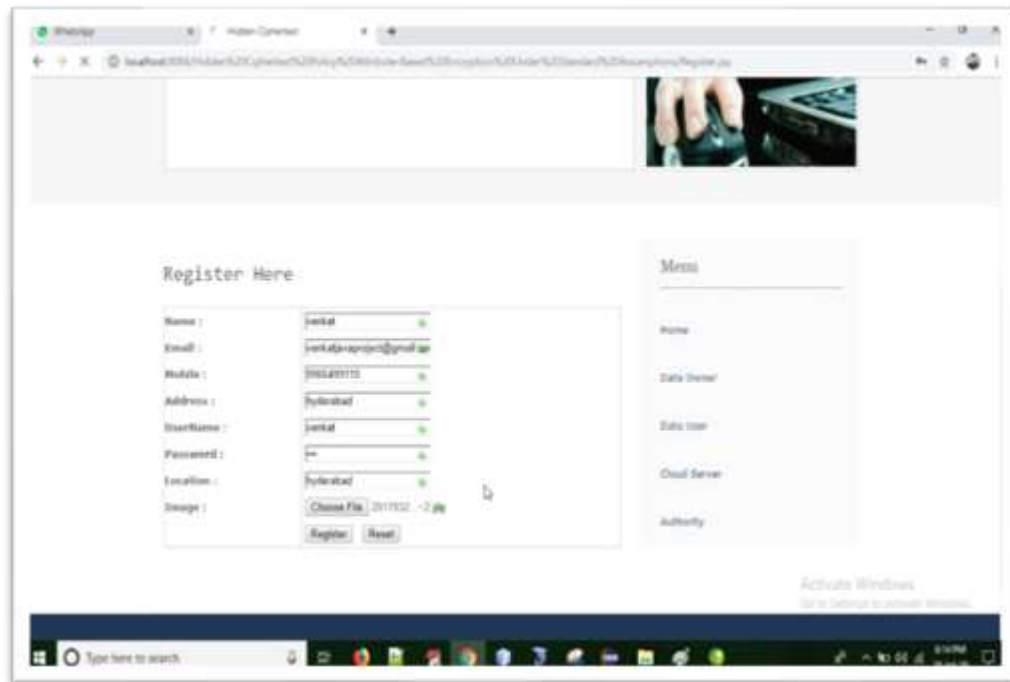 WhatsApp
Hidden Ciphertext
Register Here
Name :
venkat
Email :
Mobile :
Address :
hyderabad
UserName :
venkat
Password :
Location :
hyderabad
Image :
Choose File
Register Reset
Menu
Home
Data Owner
Data User
Cloud Server
Authority
Activate Windows
Go to Settings to activate Windows.
Type here to search